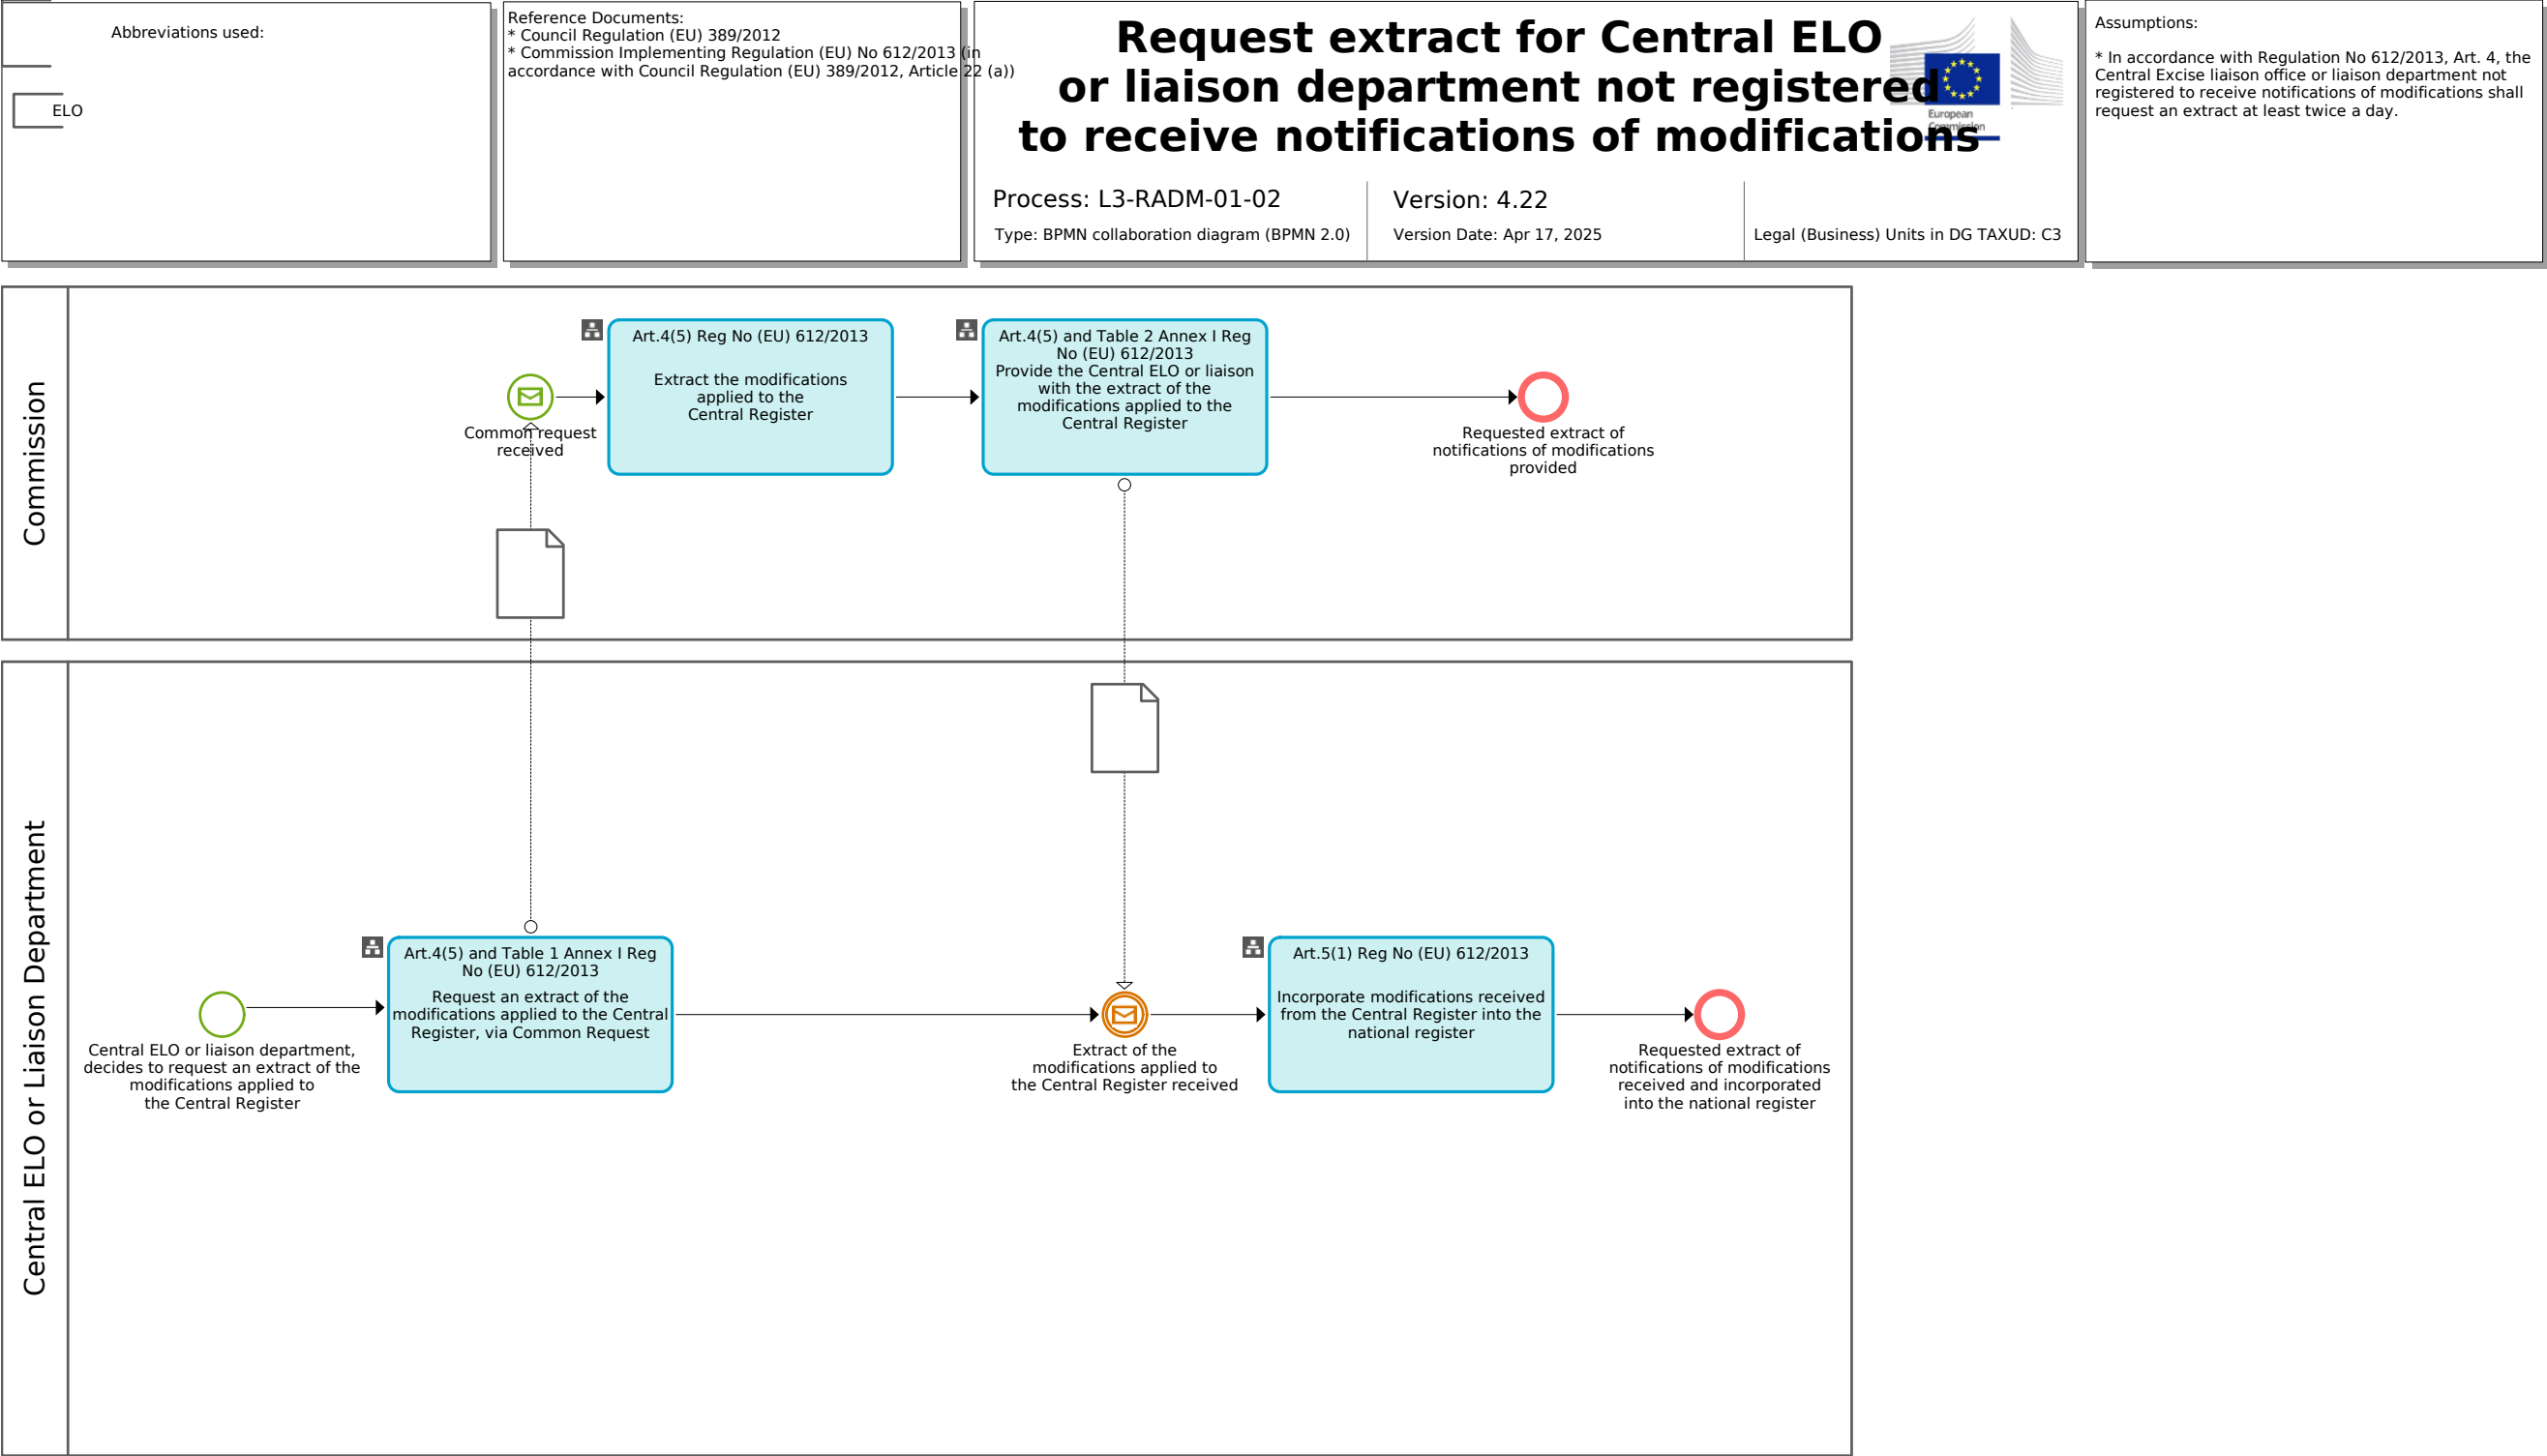 Abbreviations used:
ELO
Reference Documents:
* Council Regulation (EU) 389/2012
* Commission Implementing Regulation (EU) No 612/2013 (in
accordance with Council Regulation (EU) 389/2012, Article 22 (a))
Request extract for Central ELO
or liaison department not registered
to receive notifications of modifications
European
Commission
Process: L3-RADM-01-02
Version: 4.22
Type: BPMN collaboration diagram (BPMN 2.0)
Version Date: Apr 17, 2025
Legal (Business) Units in DG TAXUD: C3
Assumptions:
* In accordance with Regulation No 612/2013, Art. 4, the
Central Excise liaison office or liaison department not
registered to receive notifications of modifications shall
request an extract at least twice a day.
Commission
Common request
received
Art.4(5) Reg No (EU) 612/2013
Extract the modifications
applied to the
Central Register
Art.4(5) and Table 2 Annex I Reg
No (EU) 612/2013
Provide the Central ELO or liaison
with the extract of the
modifications applied to the
Central Register
Requested extract of
notifications of modifications
provided
Central ELO or Liaison Department
Central ELO or liaison department,
decides to request an extract of the
modifications applied to
the Central Register
Art.4(5) and Table 1 Annex I Reg
No (EU) 612/2013
Request an extract of the
modifications applied to the Central
Register, via Common Request
Extract of the
modifications applied to
the Central Register received
Art.5(1) Reg No (EU) 612/2013
Incorporate modifications received
from the Central Register into the
national register
Requested extract of
notifications of modifications
received and incorporated
into the national register